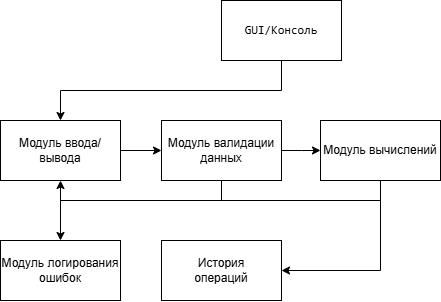 GUI/Консоль
Модуль ввода/
вывода
Модуль валидации
данных
Модуль вычислений
Модуль логирования
ошибок
История
операций